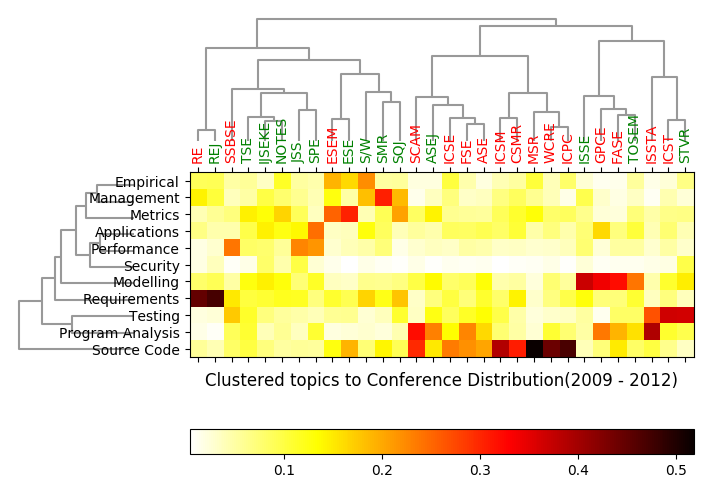 RE
REJ
SSBSE
TSE
IJSEKE
NOTES
JSS
SPE
ESEM
ESE
S/W
SMR
SQJ
SCAM
ASEJ
ICSE
FSE
ASE
ICSM
CSMR
MSR
WCRE
ICPC
ISSE
GPCE
FASE
TOSEM
ISSTA
ICST
STVR
Empirical
Management
Metrics
Applications
Performance
Security
Modelling
Requirements
Testing
Program Analysis
Source Code
Clustered topics to Conference Distribution(2009 - 2012)
0.1 0.2 0.3 0.4 0.5